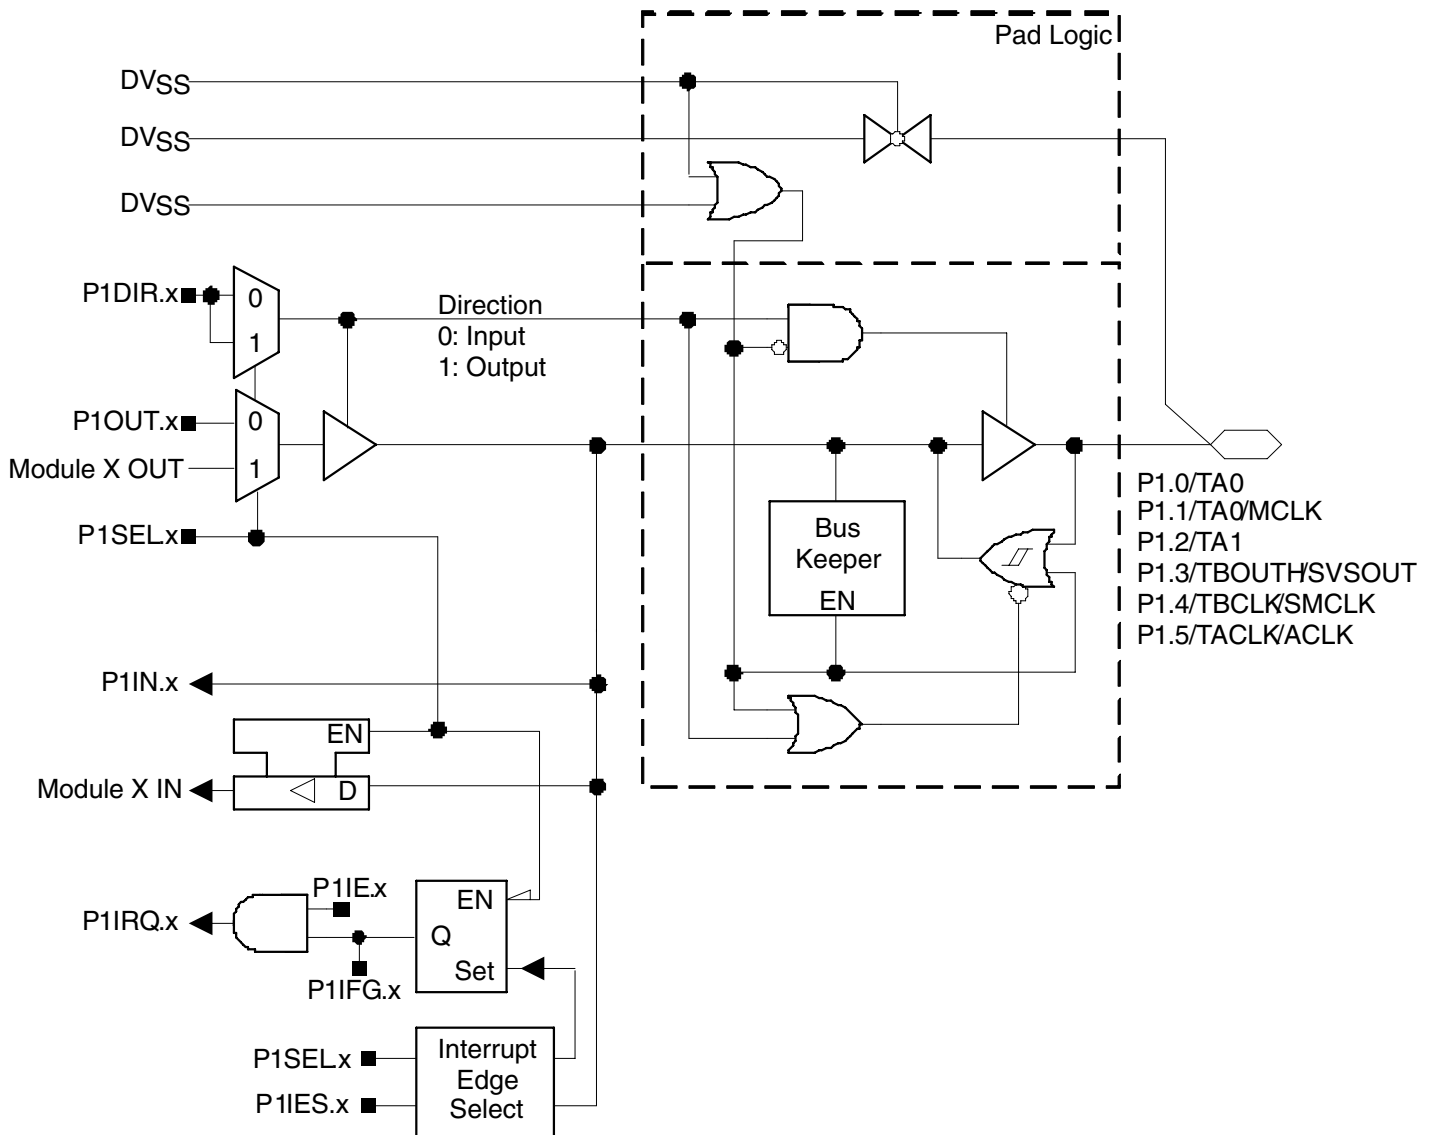 Pad Logic
DVSS
DVSS
DVSS
P1DIR.x
0
1
Direction
0: Input
1: Output
P1OUT.x
0
Module X OUT
1
P1SEL.x
Bus
Keeper
EN
P1.0/TA0
P1.1/TA0/MCLK
P1.2/TA1
P1.3/TBOUTH/SVSOUT
P1.4/TBCLK/SMCLK
P1.5/TACLK/ACLK
P1IN.x
EN
Module X IN
D
P1IE.x
P1IRQ.x
EN
Q
Set
P1IFG.x
P1SEL.x
P1IES.x
Interrupt
Edge
Select